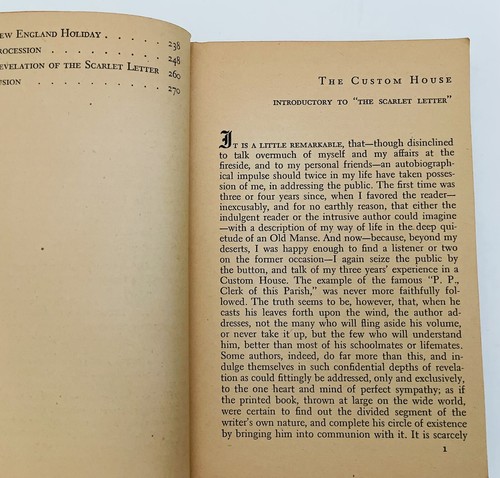 EW ENGLAND HOLIDAY . . . . . . 238
ROCESSION . . . . . . . . . 248
EVELATION OF THE SCARLET LETTER 260
SION . . . . . . . . . . 270
THE CUSTOM HOUSE
INTRODUCTORY TO "THE SCARLET LETTER"
IT IS A LITTLE REMARKABLE, that—though disinclined
to talk overmuch of myself and my affairs at the
fireside, and to my personal friends—an autobiograph-
ical impulse should twice in my life have taken posses-
sion of me, in addressing the public. The first time was
three or four years since, when I favored the reader—
inexcusably, and for no earthly reason, that either the
indulgent reader or the intrusive author could imagine
—with a description of my way of life in the deep qui-
etude of an Old Manse. And now—because, beyond my
deserts, I was happy enough to find a listener or two
on the former occasion—I again seize the public by
the button, and talk of my three years' experience in a
Custom House. The example of the famous "P. P.,
Clerk of this Parish," was never more faithfully fol-
lowed. The truth seems to be, however, that, when he
casts his leaves forth upon the wind, the author ad-
dresses, not the many who will fling aside his volume,
or never take it up, but the few who will understand
him, better than most of his schoolmates or lifemates.
Some authors, indeed, do far more than this, and in-
dulge themselves in such confidential depths of revela-
tion as could fittingly be addressed, only and exclusively,
to the one heart and mind of perfect sympathy; as if
the printed book, thrown at large on the wide world,
were certain to find out the divided segment of the
writer's own nature, and complete his circle of existence
by bringing him into communion with it. It is scarcely
1